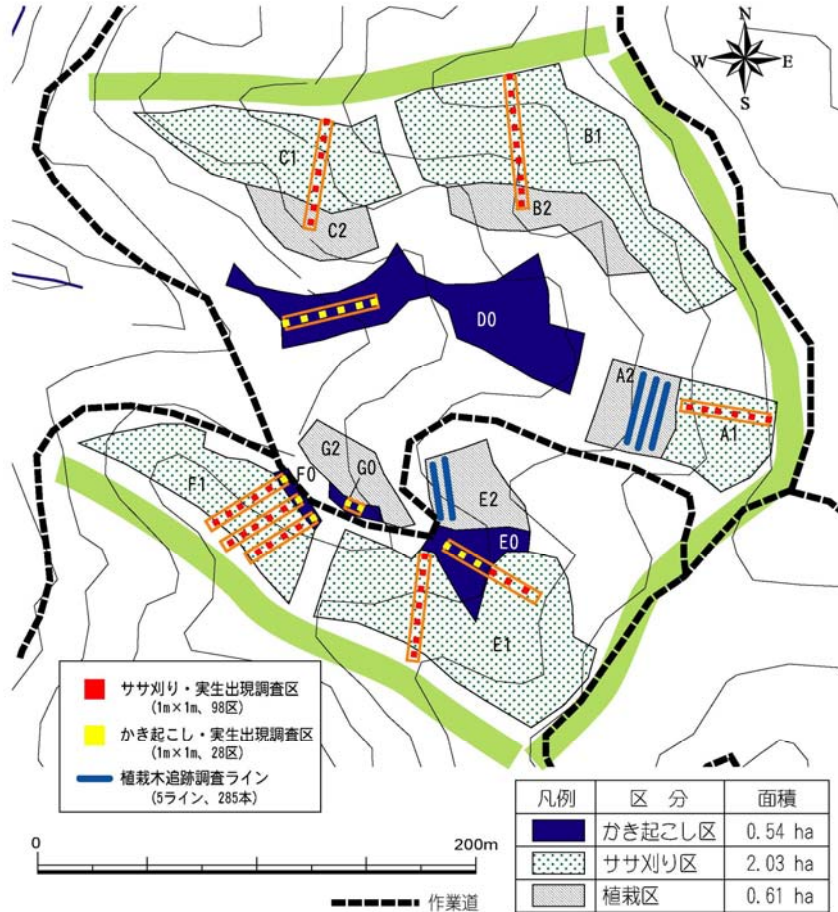 N
W E
S
B1
C1
B2
C2
D0
A2
A1
G2
G0
F0
F1
E2
E0
E1
ササ刈り・実生出現調査区
(1m×1m、98区)
かき起こし・実生出現調査区
(1m×1m、28区)
植栽木追跡調査ライン
(5ライン、285本)
0 200m
作業道
凡例 区 分 面積
かき起こし区 0.54 ha
ササ刈り区 2.03 ha
植栽区 0.61 ha